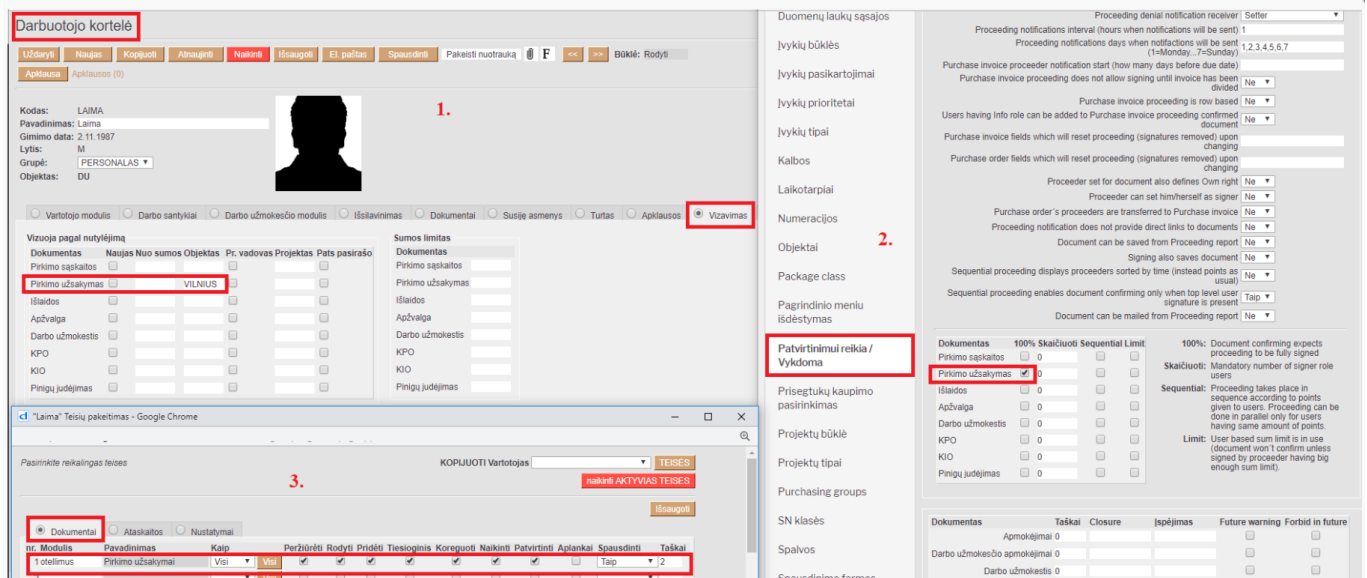 Darbuotojo kortelė
Uždaryti Naujas Kopijuoti Atnaujinti Naikinti Išsaugoti El. paštas Spausdinti Pakeisti nuotrauką F << >> Būklė: Rodyti
Apklausa Apklausos (0)
1.
Kodas: LAIMA
Pavadinimas: Laima
Gimimo data: 2.11.1987
Lytis: M
Grupė: PERSONALAS
Objektas: DU
Vartotojo modulis Darbo santykiai Darbo užmokesčio modulis Išsilavinimas Dokumentai Susiję asmenys Turtas Apklausos Vizavimas
Vizuoja pagal nutylėjimą
Dokumentas Naujas Nuo sumos Objektas Pr. vadovas Projektas Pats pasirašo
Pirkimo sąskaitos
Pirkimo užsakymas VILNIUS
Išlaidos
Apžvalga
Darbo užmokestis
KPO
KIO
Pinigų judėjimas
Sumos limitas
Dokumentas
Pirkimo sąskaitos
Pirkimo užsakymas
Išlaidos
Apžvalga
Darbo užmokestis
KPO
KIO
Pinigų judėjimas
"Laima" Teisių pakeitimas - Google Chrome
Pasirinkite reikalingas teises
KOPIJUOTI Vartotojas TEISĖS
naikinti AKTYVIAS TEISES
3.
Išsaugoti
Dokumentai Ataskaitos Nustatymai
nr. Modulis Pavadinimas Kaip Peržiūrėti Rodyti Pridėti Tiesioginis Koreguoti Naikinti Patvirtinti Aplankai Spausdinti Taškai
1 otellimus Pirkimo užsakymai Visi Visi Taip 2
Duomenų laukų sąsajos
Įvykių būklės
Įvykių pasikartojimai
Įvykių prioritetai
Įvykių tipai
Kalbos
Laikotarpiai
Numeracijos
Objektai
Package class
Pagrindinio meniu
išdėstymas
Patvirtinimui reikia /
Vykdoma
Prisegtukų kaupimo
pasirinkimas
Projektų būklė
Projektų tipai
Purchasing groups
SN klasės
Spalvos
Spausdinimo formos
2.
Proceeding denial notification receiver Setter
Proceeding notifications interval (hours when notifications will be sent) 1
Proceeding notifications days when notifactions will be sent
(1=Monday...7=Sunday) 1,2,3,4,5,6,7
Purchase invoice proceeder notification start (how many days before due date)
Purchase invoice proceeding does not allow signing until invoice has been
divided Ne
Purchase invoice proceeding is row based Ne
Users having Info role can be added to Purchase invoice proceeding confirmed
document Ne
Purchase invoice fields which will reset proceeding (signatures removed) upon
changing
Purchase order fields which will reset proceeding (signatures removed) upon
changing
Proceeder set for document also defines Own right Ne
Proceeder can set him/herself as signer Ne
Purchase order's proceeders are transferred to Purchase invoice Ne
Proceeding notification does not provide direct links to documents Ne
Document can be saved from Proceeding report Ne
Signing also saves document Ne
Sequential proceeding displays proceeders sorted by time (instead points as
usual) Ne
Sequential proceeding enables document confirming only when top level user
signature is present Taip
Document can be mailed from Proceeding report Ne
Dokumentas 100% Skaičiuoti Sequential Limit
Pirkimo sąskaitos 0
Pirkimo užsakymas 0
Išlaidos 0
Apžvalga 0
Darbo užmokestis 0
KPO 0
KIO 0
Pinigų judėjimas 0
100%: Document confirming expects
proceeding to be fully signed
Skaičiuoti: Mandatory number of signer role
users
Sequential: Proceeding takes place in
sequence according to points
given to users. Proceeding can be
done in parallel only for users
having same amount of points.
Limit: User based sum limit is in use
(document won't confirm unless
signed by proceeder having big
enough sum limit).
Dokumentas Taškai Closure Įspėjimas Future warning Forbid in future
Apmokėjimai 0
Darbo užmokesčio apmokėjimai 0
Darbo užmokestis 0